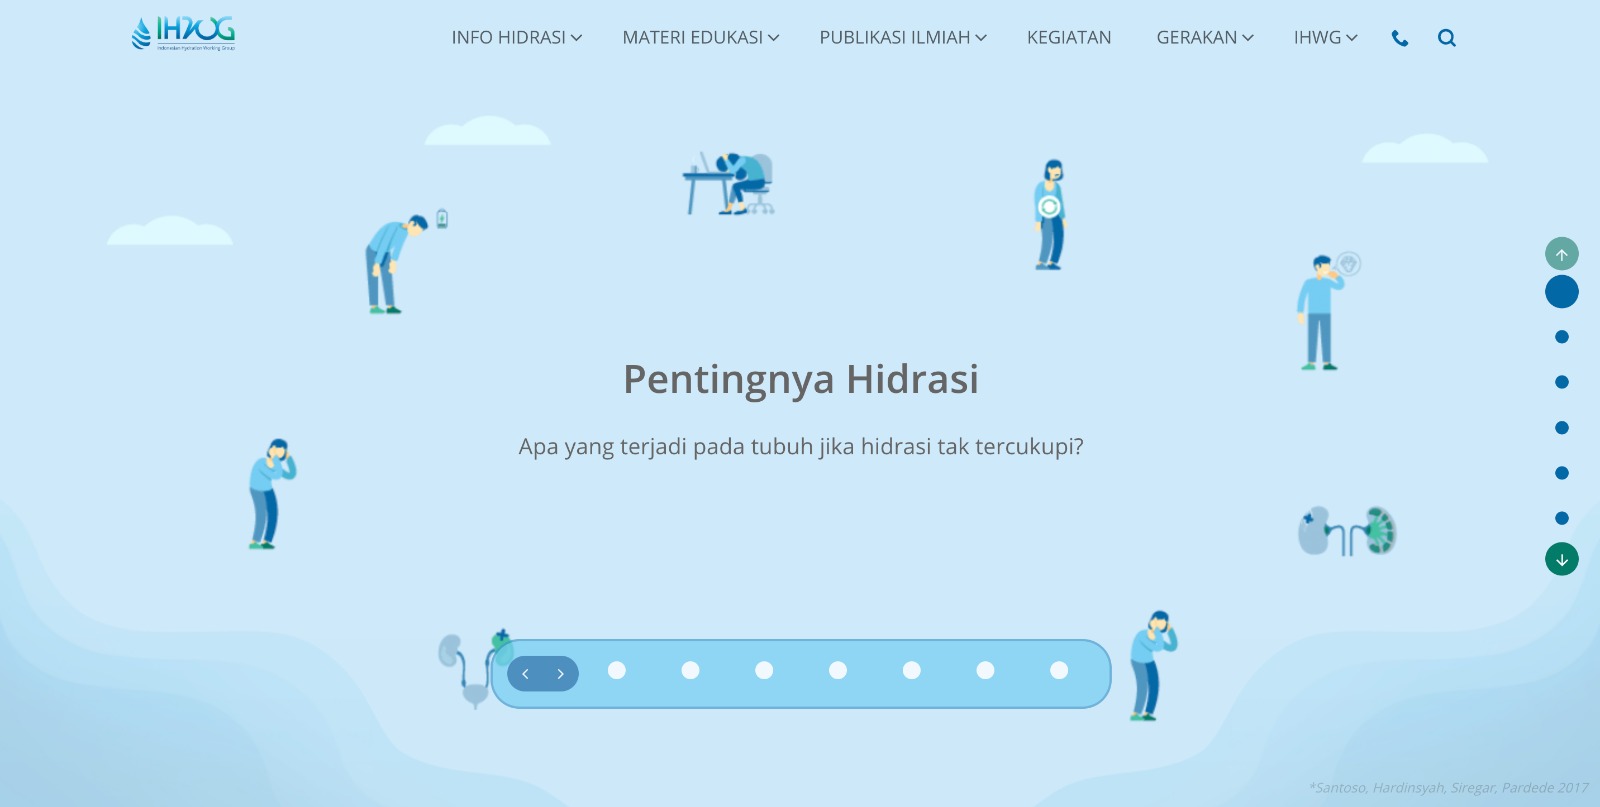 IHWG
Indonesian Hydration Working Group
INFO HIDRASI
MATERI EDUKASI
PUBLIKASI ILMIAH
KEGIATAN
GERAKAN
IHWG
Pentingnya Hidrasi
Apa yang terjadi pada tubuh jika hidrasi tak tercukupi?
*Santoso, Hardinsyah, Siregar, Pardede 2017